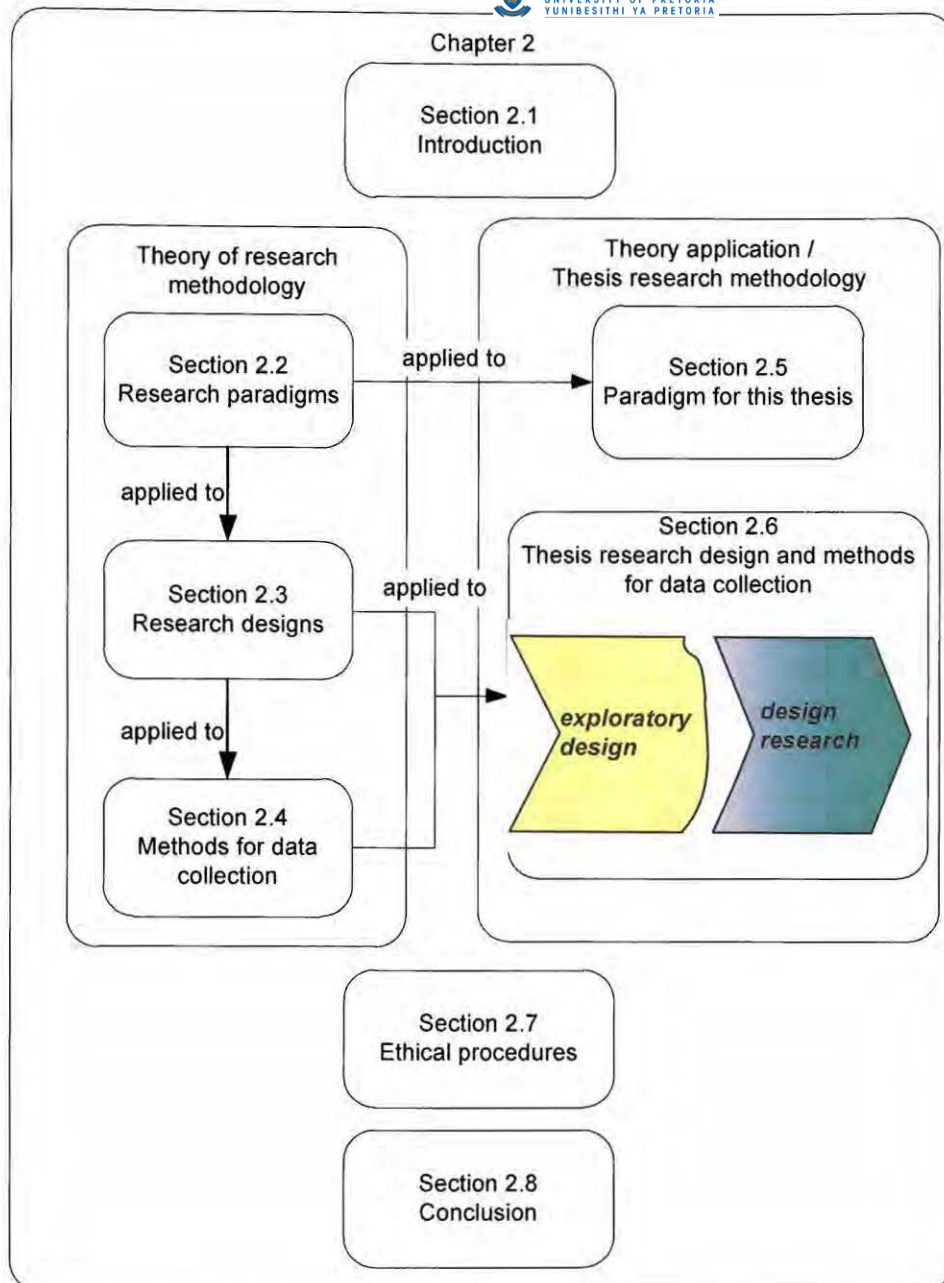 UNIVERSITY OF PRETORIA
YUNIBESITHI YA PRETORIA
Chapter 2
Section 2.1
Introduction
Theory of research
methodology
Section 2.2
Research paradigms
applied to
Section 2.3
Research designs
applied to
Section 2.4
Methods for data
collection
applied to
applied to
Theory application /
Thesis research methodology
Section 2.5
Paradigm for this thesis
Section 2.6
Thesis research design and methods
for data collection
exploratory
design
design
research
Section 2.7
Ethical procedures
Section 2.8
Conclusion